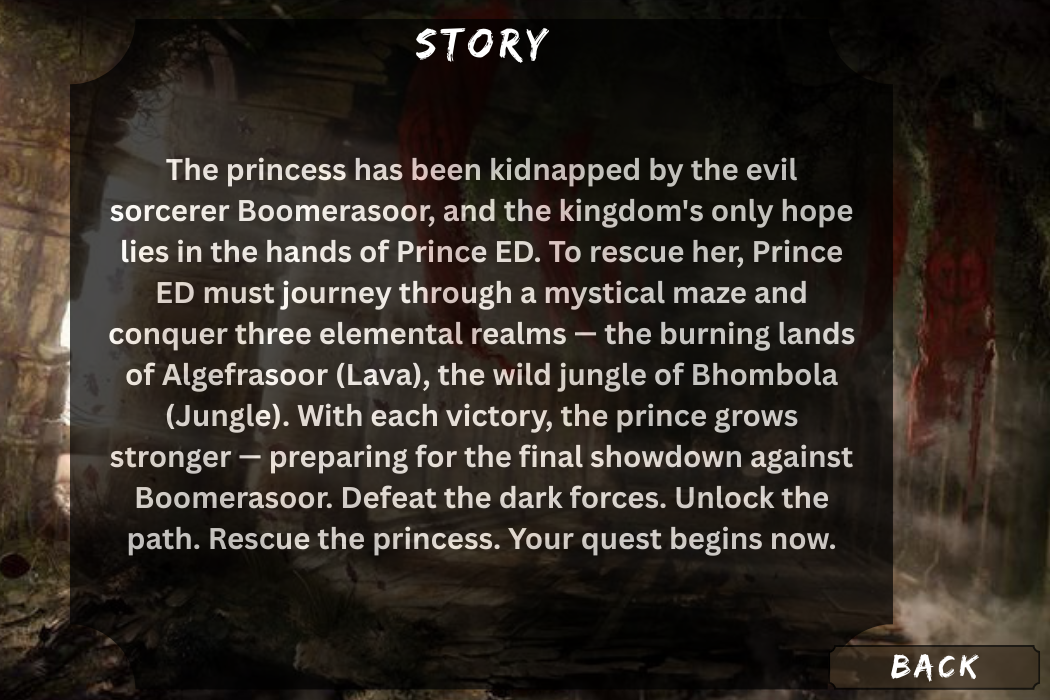 STORY
The princess has been kidnapped by the evil
sorcerer Boomerasoor, and the kingdom's only hope
lies in the hands of Prince ED. To rescue her, Prince
ED must journey through a mystical maze and
conquer three elemental realms — the burning lands
of Algefrasoor (Lava), the wild jungle of Bhombola
(Jungle). With each victory, the prince grows
stronger — preparing for the final showdown against
Boomerasoor. Defeat the dark forces. Unlock the
path. Rescue the princess. Your quest begins now.
BACK